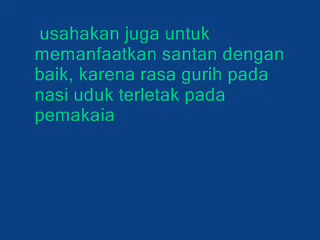 usahakan juga untuk
memanfaatkan santan dengan
baik, karena rasa gurih pada
nasi uduk terletak pada
pemakaia